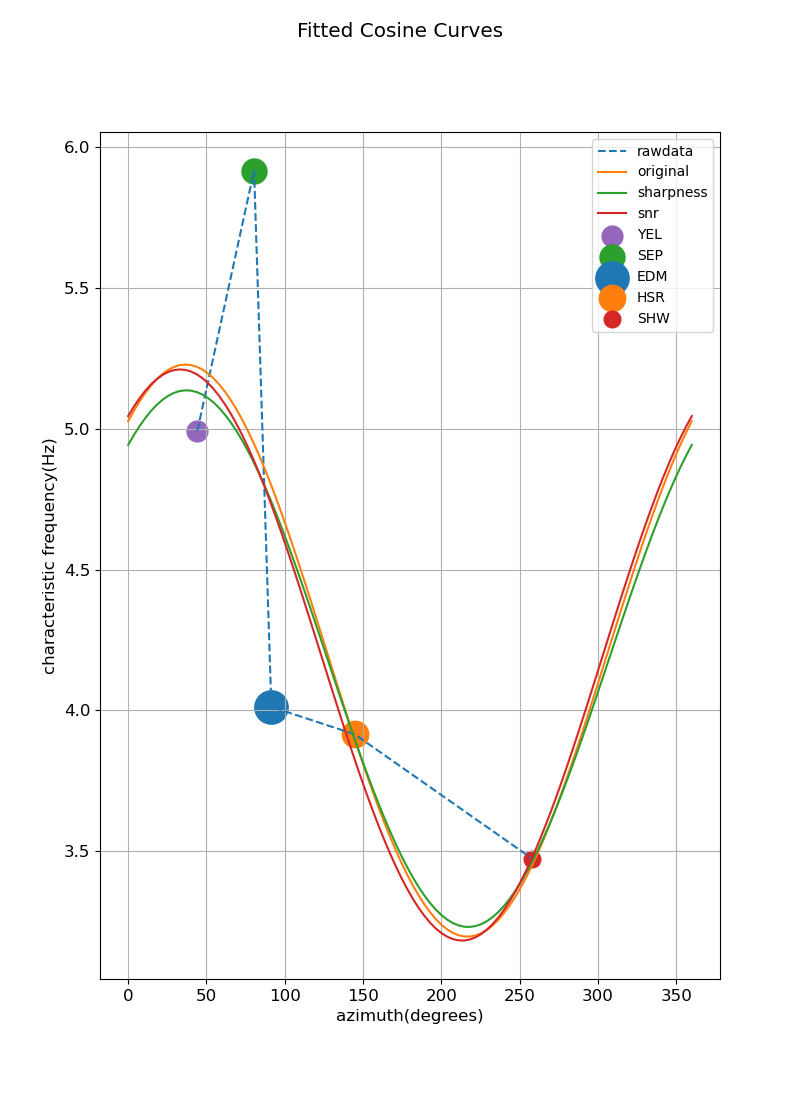 Fitted Cosine Curves
6.0
5.5
5.0
4.5
4.0
3.5
characteristic frequency(Hz)
rawdata
original
sharpness
snr
YEL
SEP
EDM
HSR
SHW
0 50 100 150 200 250 300 350
azimuth(degrees)